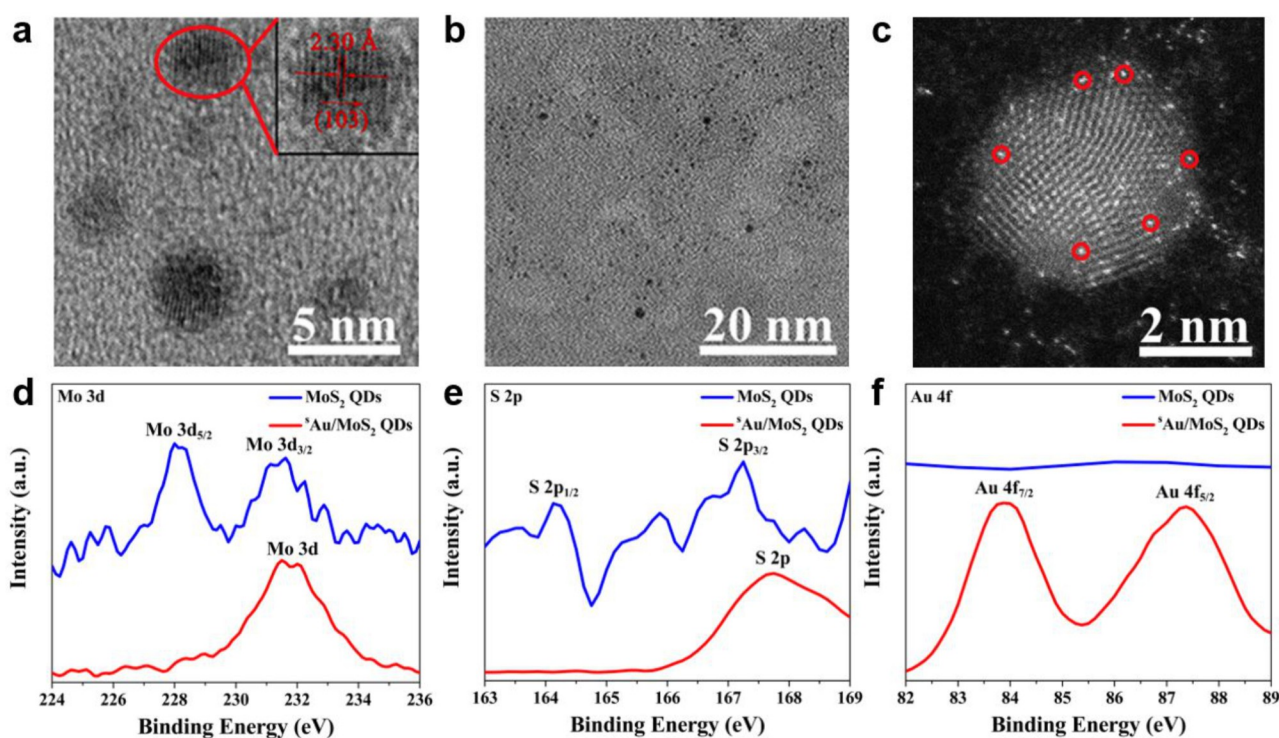 a
2.30 Å
(103)
5 nm
b
20 nm
c
2 nm
d
Mo 3d
MoS₂ QDs
ˢAu/MoS₂ QDs
Mo 3d₅/₂
Mo 3d₃/₂
Mo 3d
Intensity (a.u.)
224 226 228 230 231 232 234 236
Binding Energy (eV)
e
S 2p
MoS₂ QDs
ˢAu/MoS₂ QDs
S 2p₁/₂
S 2p₃/₂
S 2p
Intensity (a.u.)
163 164 165 166 167 168 169
Binding Energy (eV)
f
Au 4f
MoS₂ QDs
ˢAu/MoS₂ QDs
Au 4f₇/₂
Au 4f₅/₂
Intensity (a.u.)
82 83 84 85 86 87 88 89
Binding Energy (eV)